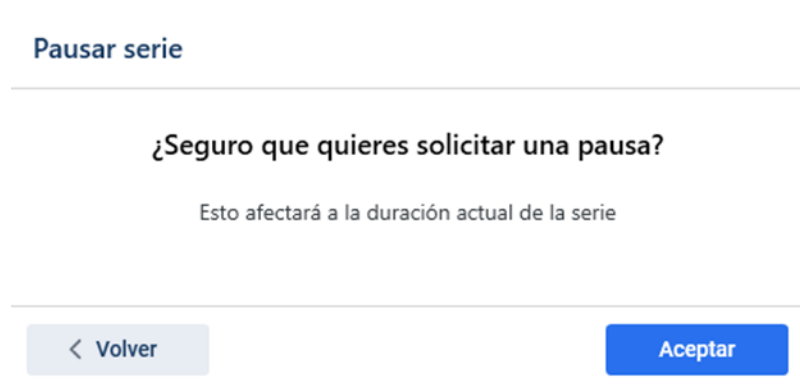 Pausar serie
¿Seguro que quieres solicitar una pausa?
Esto afectará a la duración actual de la serie
Volver
Aceptar